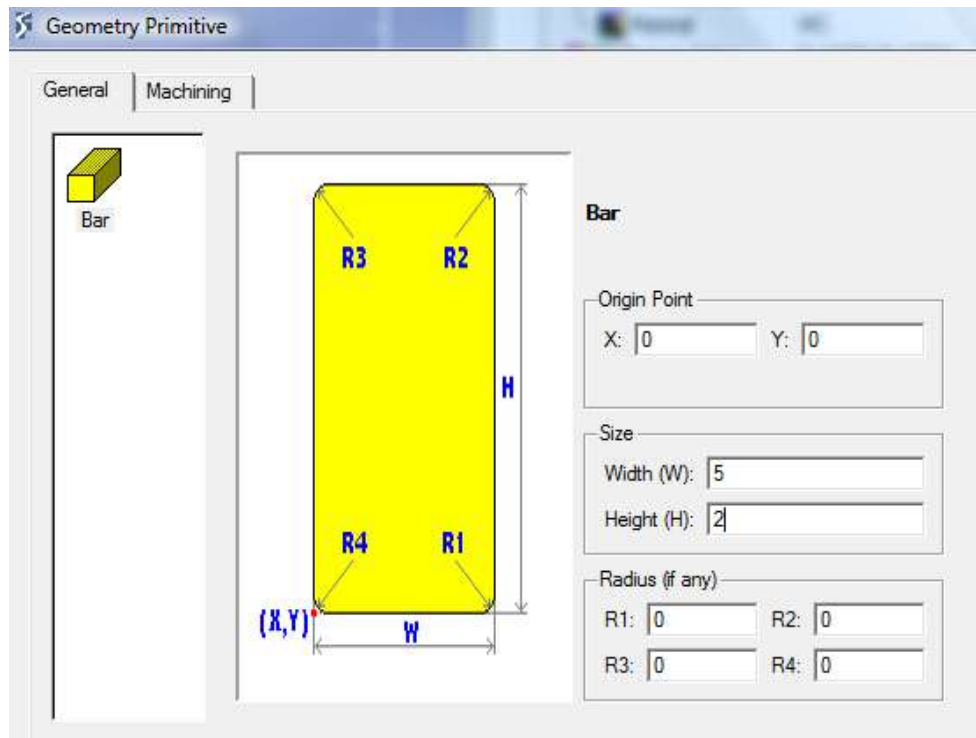 Geometry Primitive
General Machining
Bar
Bar
R3 R2
H
R4 R1
(X,Y)
W
Origin Point
X: 0 Y: 0
Size
Width (W): 5
Height (H): 2
Radius (if any)
R1: 0 R2: 0
R3: 0 R4: 0